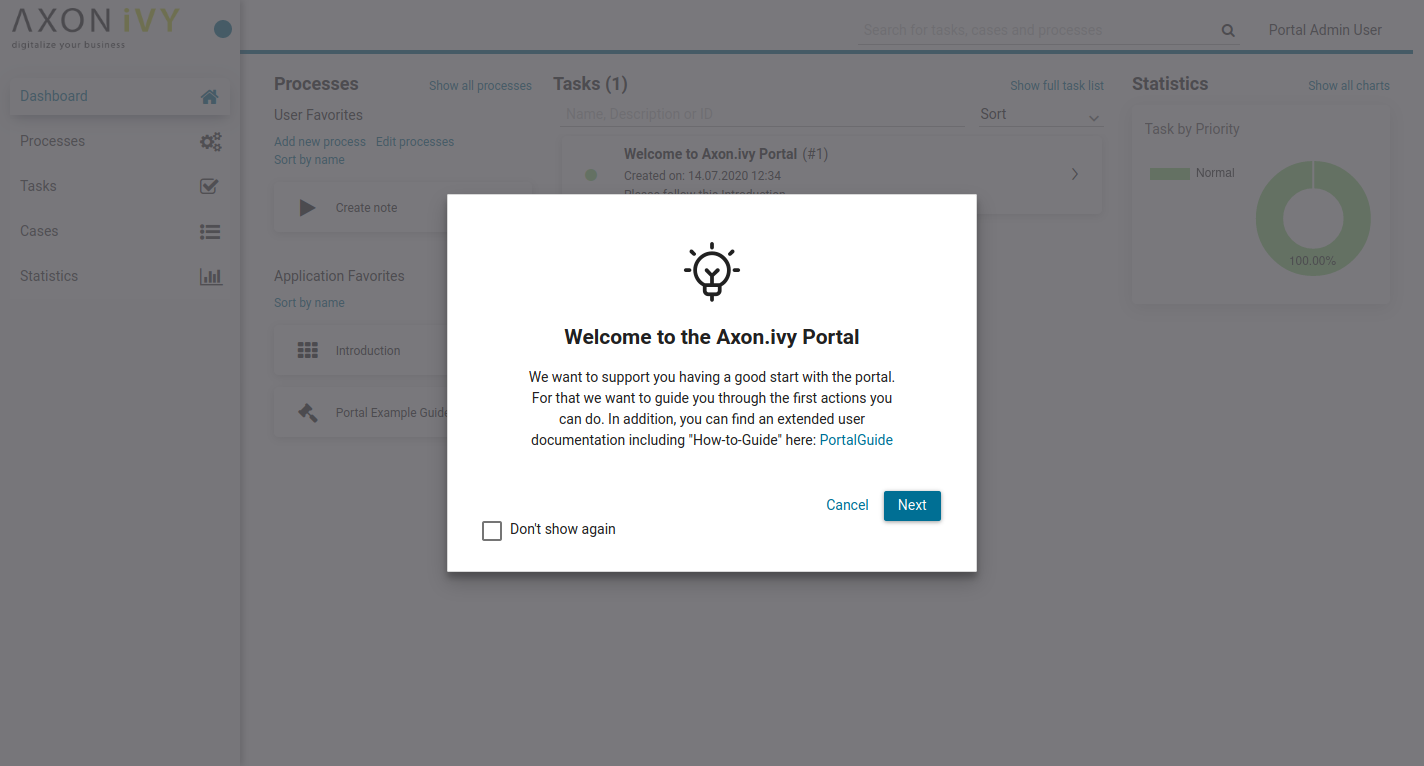 AXON iVY
digitalize your business
Search for tasks, cases and processes
Portal Admin User
Dashboard
Processes
Tasks
Cases
Statistics
Processes
Show all processes
User Favorites
Add new process
Edit processes
Sort by name
Create note
Application Favorites
Sort by name
Introduction
Portal Example Guide
Tasks (1)
Show full task list
Name, Description or ID
Sort
Welcome to Axon.ivy Portal (#1)
Created on: 14.07.2020 12:34
Please follow this Introduction
Statistics
Show all charts
Task by Priority
Normal
100.00%
Welcome to the Axon.ivy Portal
We want to support you having a good start with the portal.
For that we want to guide you through the first actions you
can do. In addition, you can find an extended user
documentation including "How-to-Guide" here: PortalGuide
Cancel
Next
Don't show again